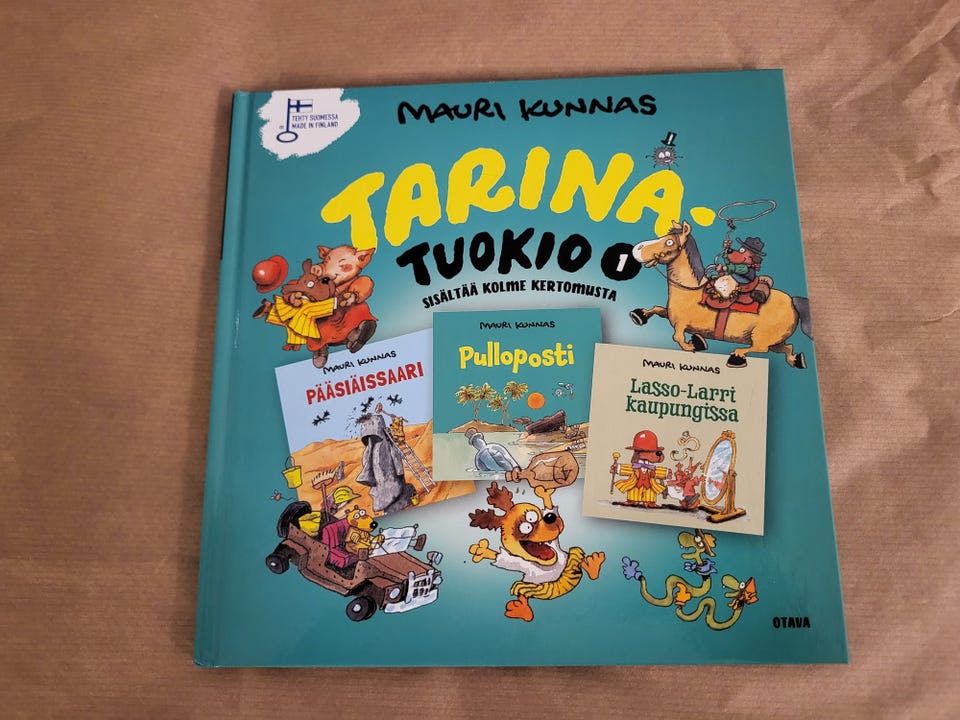 TEHTY SUOMESSA
MADE IN FINLAND
MAURI KUNNAS
TARINA-
TUOKIO 1
SISÄLTÄÄ KOLME KERTOMUSTA
MAURI KUNNAS
PÄÄSIÄISSAARI
MAURI KUNNAS
Pulloposti
MAURI KUNNAS
Lasso-Larri
kaupungissa
OTAVA